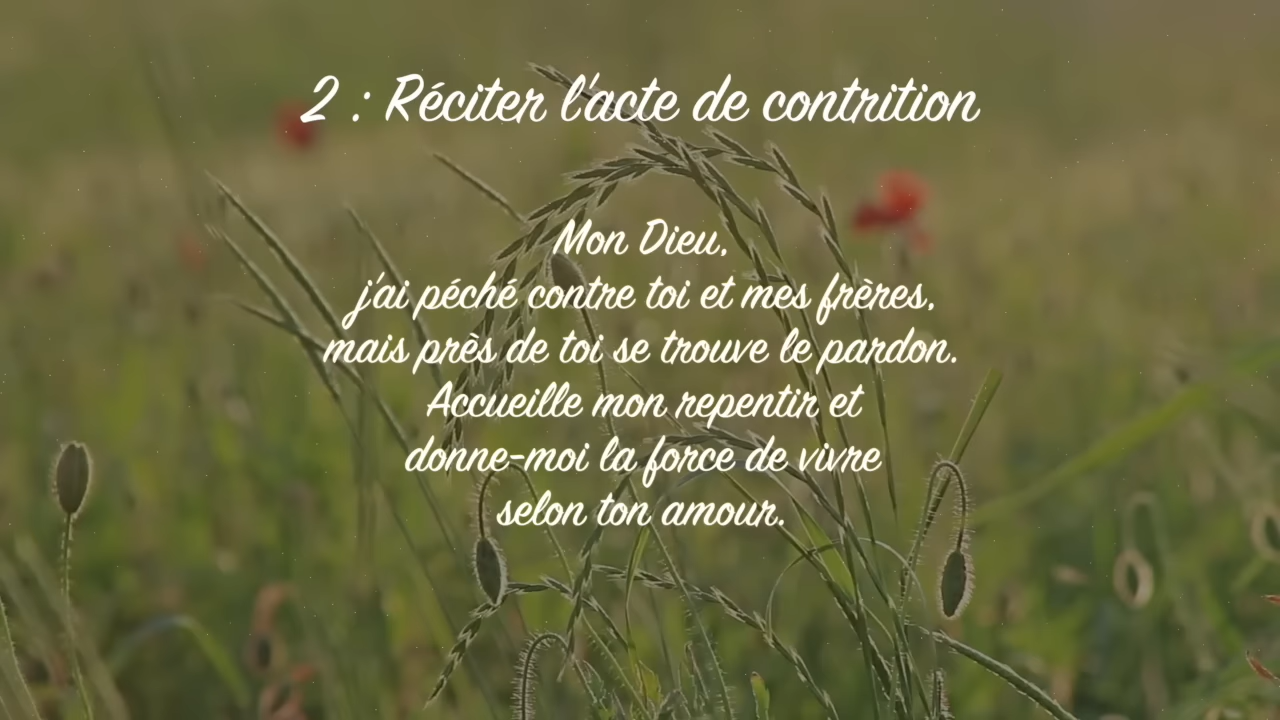 2 : Réciter l'acte de contrition
Mon Dieu,
j'ai péché contre toi et mes frères,
mais près de toi se trouve le pardon.
Accueille mon repentir et
donne-moi la force de vivre
selon ton amour.